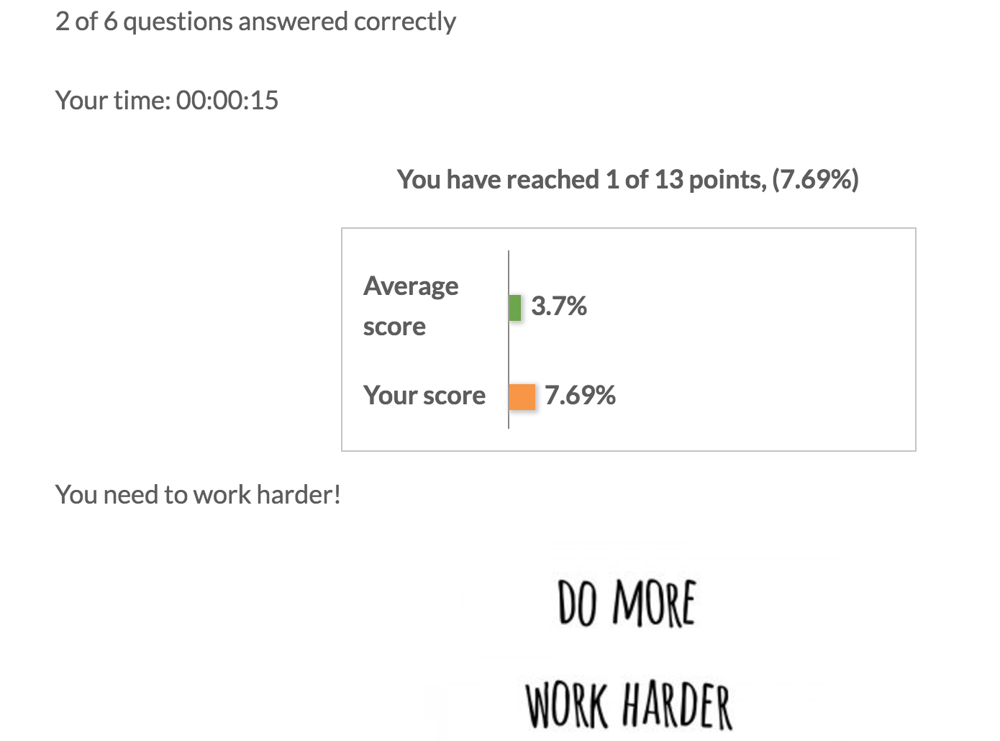 2 of 6 questions answered correctly
Your time: 00:00:15
You have reached 1 of 13 points, (7.69%)
Average
score
3.7%
Your score
7.69%
You need to work harder!
DO MORE
WORK HARDER